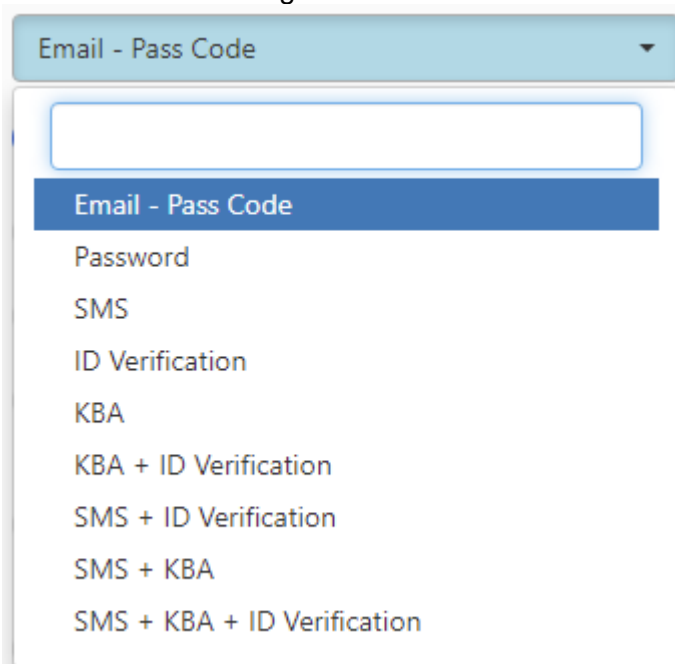 Email - Pass Code
Email - Pass Code
Password
SMS
ID Verification
KBA
KBA + ID Verification
SMS + ID Verification
SMS + KBA
SMS + KBA + ID Verification